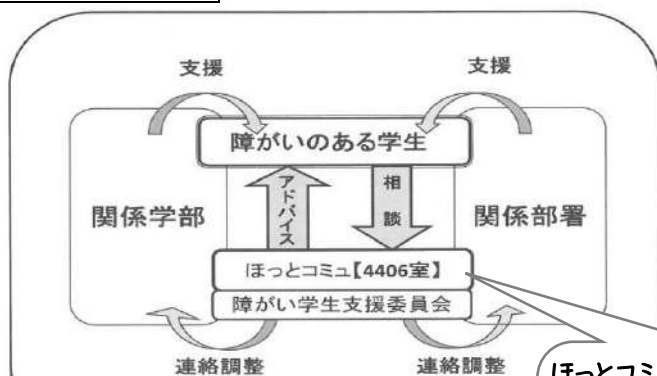 支援
支援
障がいのある学生
関係学部
アドバイス
相談
関係部署
ほっとコミュ【4406室】
障がい学生支援委員会
連絡調整
連絡調整
ほっとコミ